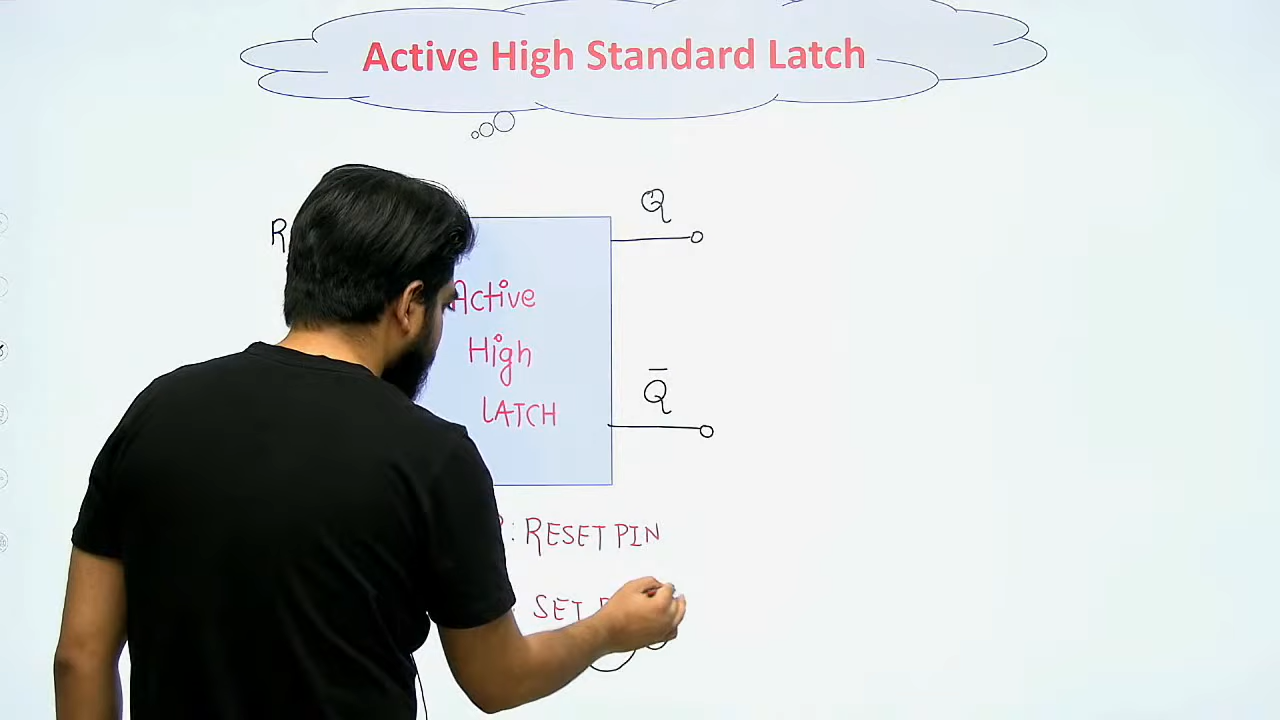 Active High Standard Latch
Q
R
Active
High
Q̅
LATCH
: RESET PIN
SET